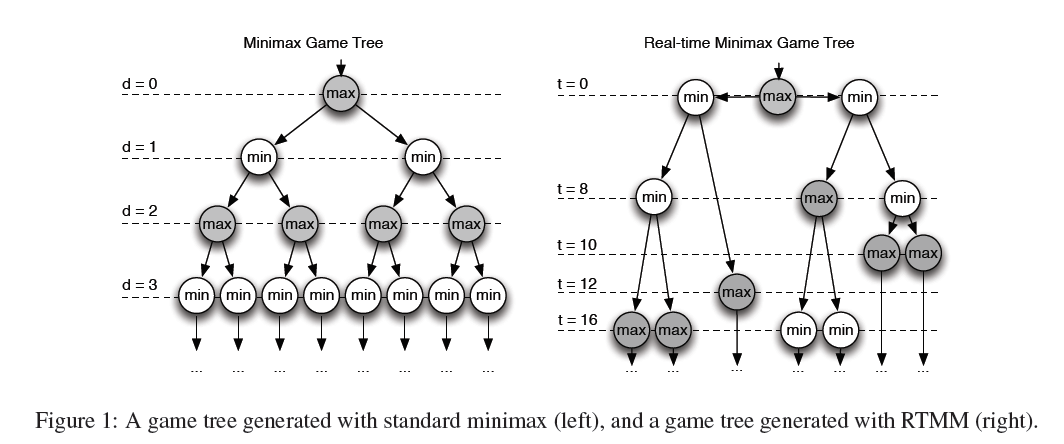 Minimax Game Tree
d = 0
max
d = 1
min min
d = 2
max max max max
d = 3
min min min min min min min min
... ... ... ... ... ... ... ...
Real-time Minimax Game Tree
t = 0
min max min
t = 8
min max min
t = 10
max max
t = 12
max
t = 16
max max min min
... ... ... ... ... ... ...
Figure 1: A game tree generated with standard minimax (left), and a game tree generated with RTMM (right).